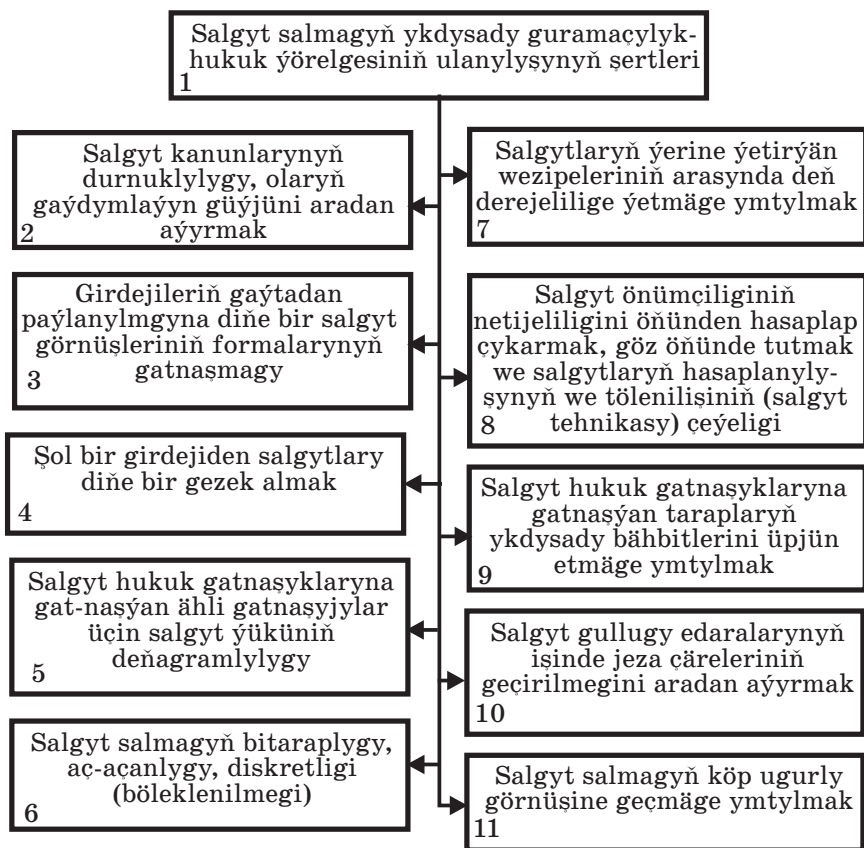 Salgyt salmagyň ykdysady guramaçylyk-
hukuk ýörelgesiniň ulanylyşynyň şertleri
1
Salgyt kanunlarynyň
durnuklylygy, olaryň
gaýdymlaýyn güýjüni aradan
aýyrmak
2
Girdejileriň gaýtadan
paýlanylmgyna diňe bir salgyt
görnüşleriniň formalarynyň
gatnaşmagy
3
Şol bir girdejiden salgytlary
diňe bir gezek almak
4
Salgyt hukuk gatnaşyklaryna
gat-naşýan ähli gatnaşyjylar
üçin salgyt ýüküniň
deňagramlylygy
5
Salgyt salmagyň bitaraplygy,
aç-açanlygy, diskretligi
(böleklenilmegi)
6
Salgytlaryň ýerine ýetirýän
wezipeleriniň arasynda deň
derejelilige ýetmäge ymtylmak
7
Salgyt önümçiliginiň
netijeliligini öňünden hasaplap
çykarmak, göz öňünde tutmak
we salgytlaryň hasaplanyly-
şynyň we tölenilişiniň (salgyt
tehnikasy) çeýeligi
8
Salgyt hukuk gatnaşyklaryna
gatnaşýan taraplaryň
ykdysady bähbitlerini üpjün
etmäge ymtylmak
9
Salgyt gullugy edaralarynyň
işinde jeza çäreleriniň
geçirilmegini aradan aýyrmak
10
Salgyt salmagyň köp ugurly
görnüşine geçmäge ymtylmak
11